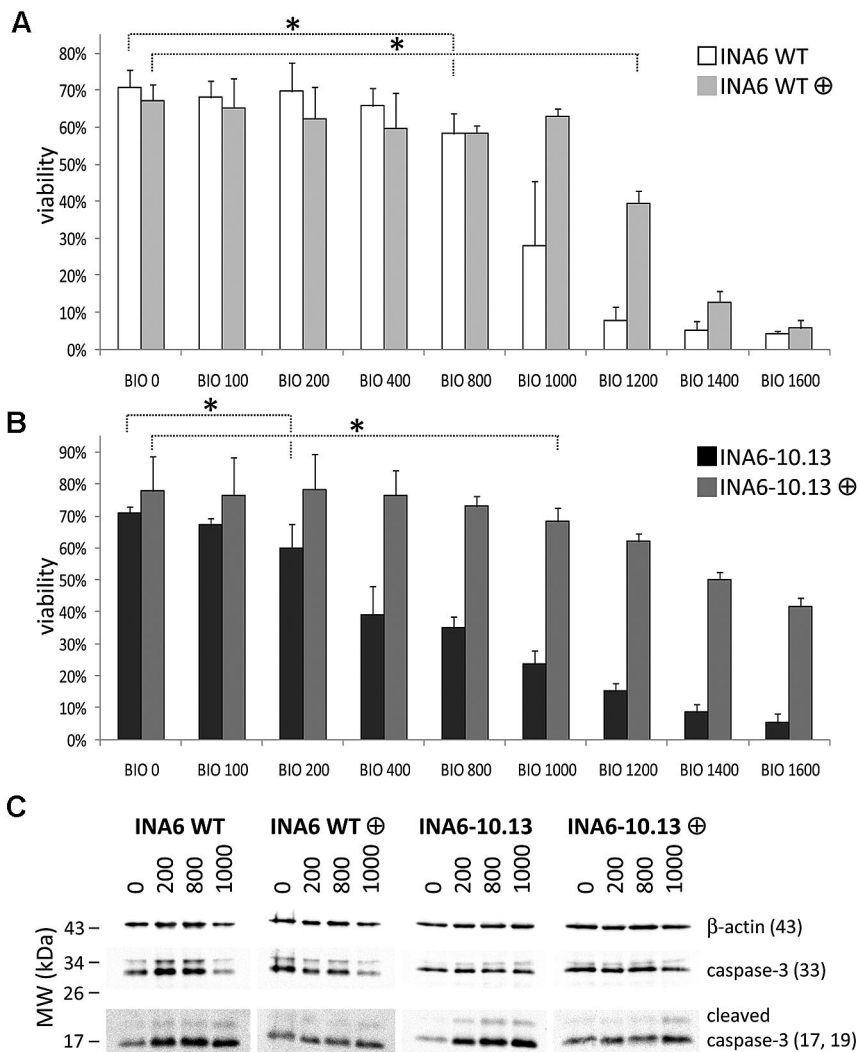 A
*
*
80%
70%
60%
50%
40%
30%
20%
10%
0%
viability
INA6 WT
INA6 WT ⊕
BIO 0 BIO 100 BIO 200 BIO 400 BIO 800 BIO 1000 BIO 1200 BIO 1400 BIO 1600
B
*
*
90%
80%
70%
60%
50%
40%
30%
20%
10%
0%
viability
INA6-10.13
INA6-10.13 ⊕
BIO 0 BIO 100 BIO 200 BIO 400 BIO 800 BIO 1000 BIO 1200 BIO 1400 BIO 1600
C
INA6 WT INA6 WT ⊕ INA6-10.13 INA6-10.13 ⊕
0 200 800 1000 0 200 800 1000 0 200 800 1000 0 200 800 1000
MW (kDa)
43 – β-actin (43)
34 – caspase-3 (33)
26 –
cleaved
17 – caspase-3 (17, 19)